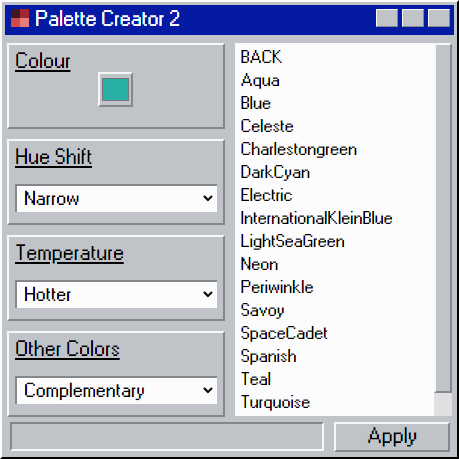 Palette Creator 2
Colour
Hue Shift
Narrow
Temperature
Hotter
Other Colors
Complementary
BACK
Aqua
Blue
Celeste
Charlestongreen
DarkCyan
Electric
InternationalKleinBlue
LightSeaGreen
Neon
Periwinkle
Savoy
SpaceCadet
Spanish
Teal
Turquoise
Apply